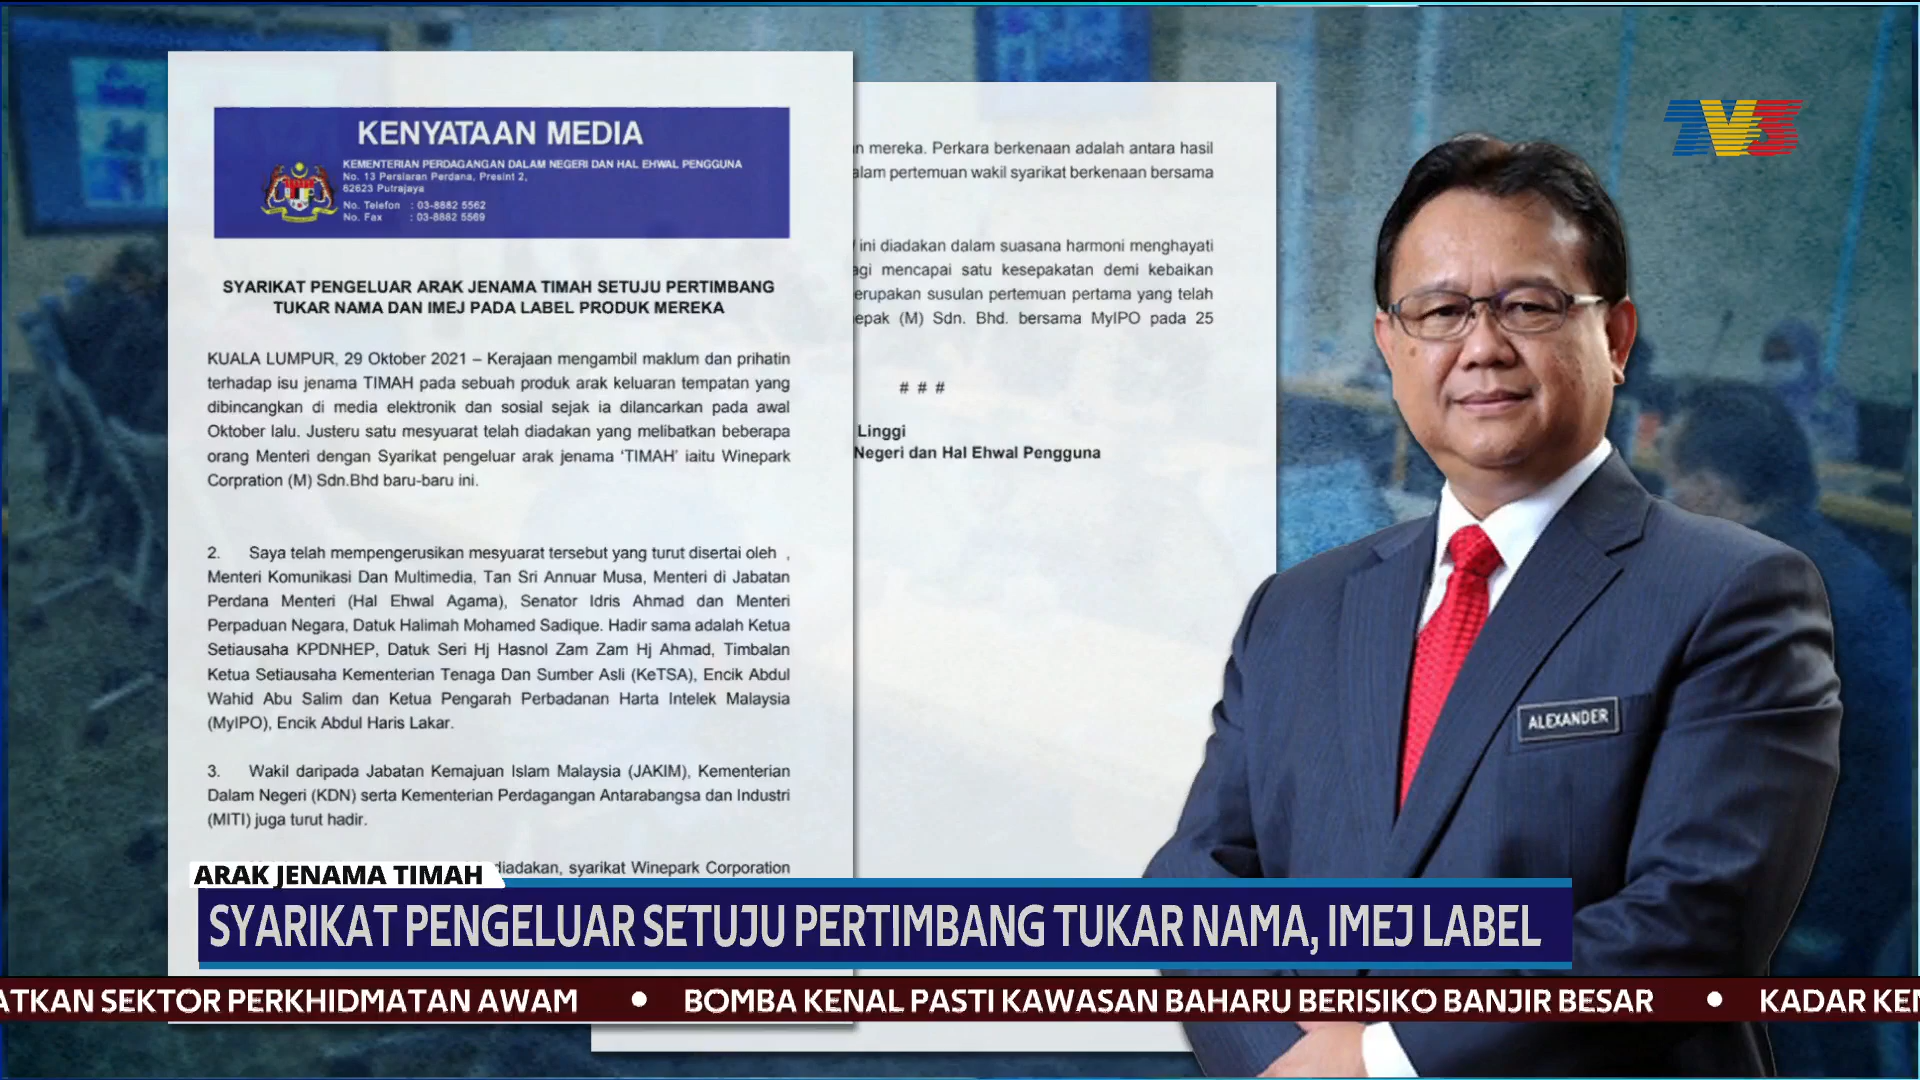 KENYATAAN MEDIA
KEMENTERIAN PERDAGANGAN DALAM NEGERI DAN HAL EHWAL PENGGUNA
No. 13 Persiaran Perdana, Presint 2,
62623 Putrajaya
No. Telefon : 03-8882 5562
No. Fax : 03-8882 5569
SYARIKAT PENGELUAR ARAK JENAMA TIMAH SETUJU PERTIMBANG
TUKAR NAMA DAN IMEJ PADA LABEL PRODUK MEREKA
KUALA LUMPUR, 29 Oktober 2021 – Kerajaan mengambil maklum dan prihatin
terhadap isu jenama TIMAH pada sebuah produk arak keluaran tempatan yang
dibincangkan di media elektronik dan sosial sejak ia dilancarkan pada awal
Oktober lalu. Justeru satu mesyuarat telah diadakan yang melibatkan beberapa
orang Menteri dengan Syarikat pengeluar arak jenama ‘TIMAH’ iaitu Winepark
Corpration (M) Sdn.Bhd baru-baru ini.
2. Saya telah mempengerusikan mesyuarat tersebut yang turut disertai oleh ,
Menteri Komunikasi Dan Multimedia, Tan Sri Annuar Musa, Menteri di Jabatan
Perdana Menteri (Hal Ehwal Agama), Senator Idris Ahmad dan Menteri
Perpaduan Negara, Datuk Halimah Mohamed Sadique. Hadir sama adalah Ketua
Setiausaha KPDNHEP, Datuk Seri Hj Hasnol Zam Zam Hj Ahmad, Timbalan
Ketua Setiausaha Kementerian Tenaga Dan Sumber Asli (KeTSA), Encik Abdul
Wahid Abu Salim dan Ketua Pengarah Perbadanan Harta Intelek Malaysia
(MyIPO), Encik Abdul Haris Lakar.
3. Wakil daripada Jabatan Kemajuan Islam Malaysia (JAKIM), Kementerian
Dalam Negeri (KDN) serta Kementerian Perdagangan Antarabangsa dan Industri
(MITI) juga turut hadir.
diadakan, syarikat Winepark Corporation
n mereka. Perkara berkenaan adalah antara hasil
alam pertemuan wakil syarikat berkenaan bersama
ini diadakan dalam suasana harmoni menghayati
agi mencapai satu kesepakatan demi kebaikan
erupakan susulan pertemuan pertama yang telah
epak (M) Sdn. Bhd. bersama MyIPO pada 25
# # #
Linggi
Negeri dan Hal Ehwal Pengguna
TV3
ALEXANDER
ARAK JENAMA TIMAH
SYARIKAT PENGELUAR SETUJU PERTIMBANG TUKAR NAMA, IMEJ LABEL
ATKAN SEKTOR PERKHIDMATAN AWAM • BOMBA KENAL PASTI KAWASAN BAHARU BERISIKO BANJIR BESAR • KADAR KEN